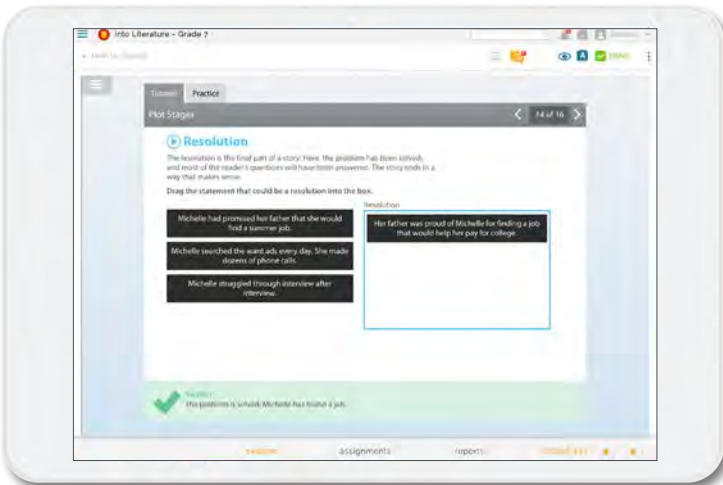 into Literature - Grade 7
Tutorial Practice
Plot Stages
14 of 16
Resolution
The resolution is the final part of a story. Here, the problem has been solved,
and most of the reader's questions will have been answered. The story ends in a
way that makes sense.
Drag the statement that could be a resolution into the box.
Resolution
Michelle had promised her father that she would
find a summer job.
Her father was proud of Michelle for finding a job
that would help her pay for college.
Michelle searched the want ads every day. She made
dozens of phone calls.
Michelle struggled through interview after
interview.
The problem is solved; Michelle has found a job.
assignments
reports